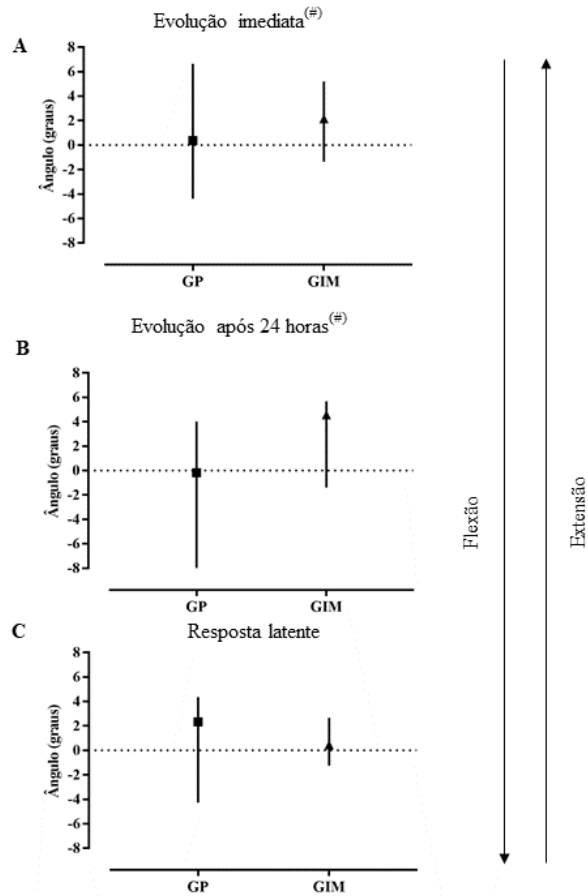 Evolução imediata(#)
A
8
6
4
2
0
-2
-4
-6
-8
Ângulo (graus)
GP GIM
Evolução após 24 horas(#)
B
8
6
4
2
0
-2
-4
-6
-8
Ângulo (graus)
GP GIM
C Resposta latente
8
6
4
2
0
-2
-4
-6
-8
Ângulo (graus)
GP GIM
Flexão
Extensão